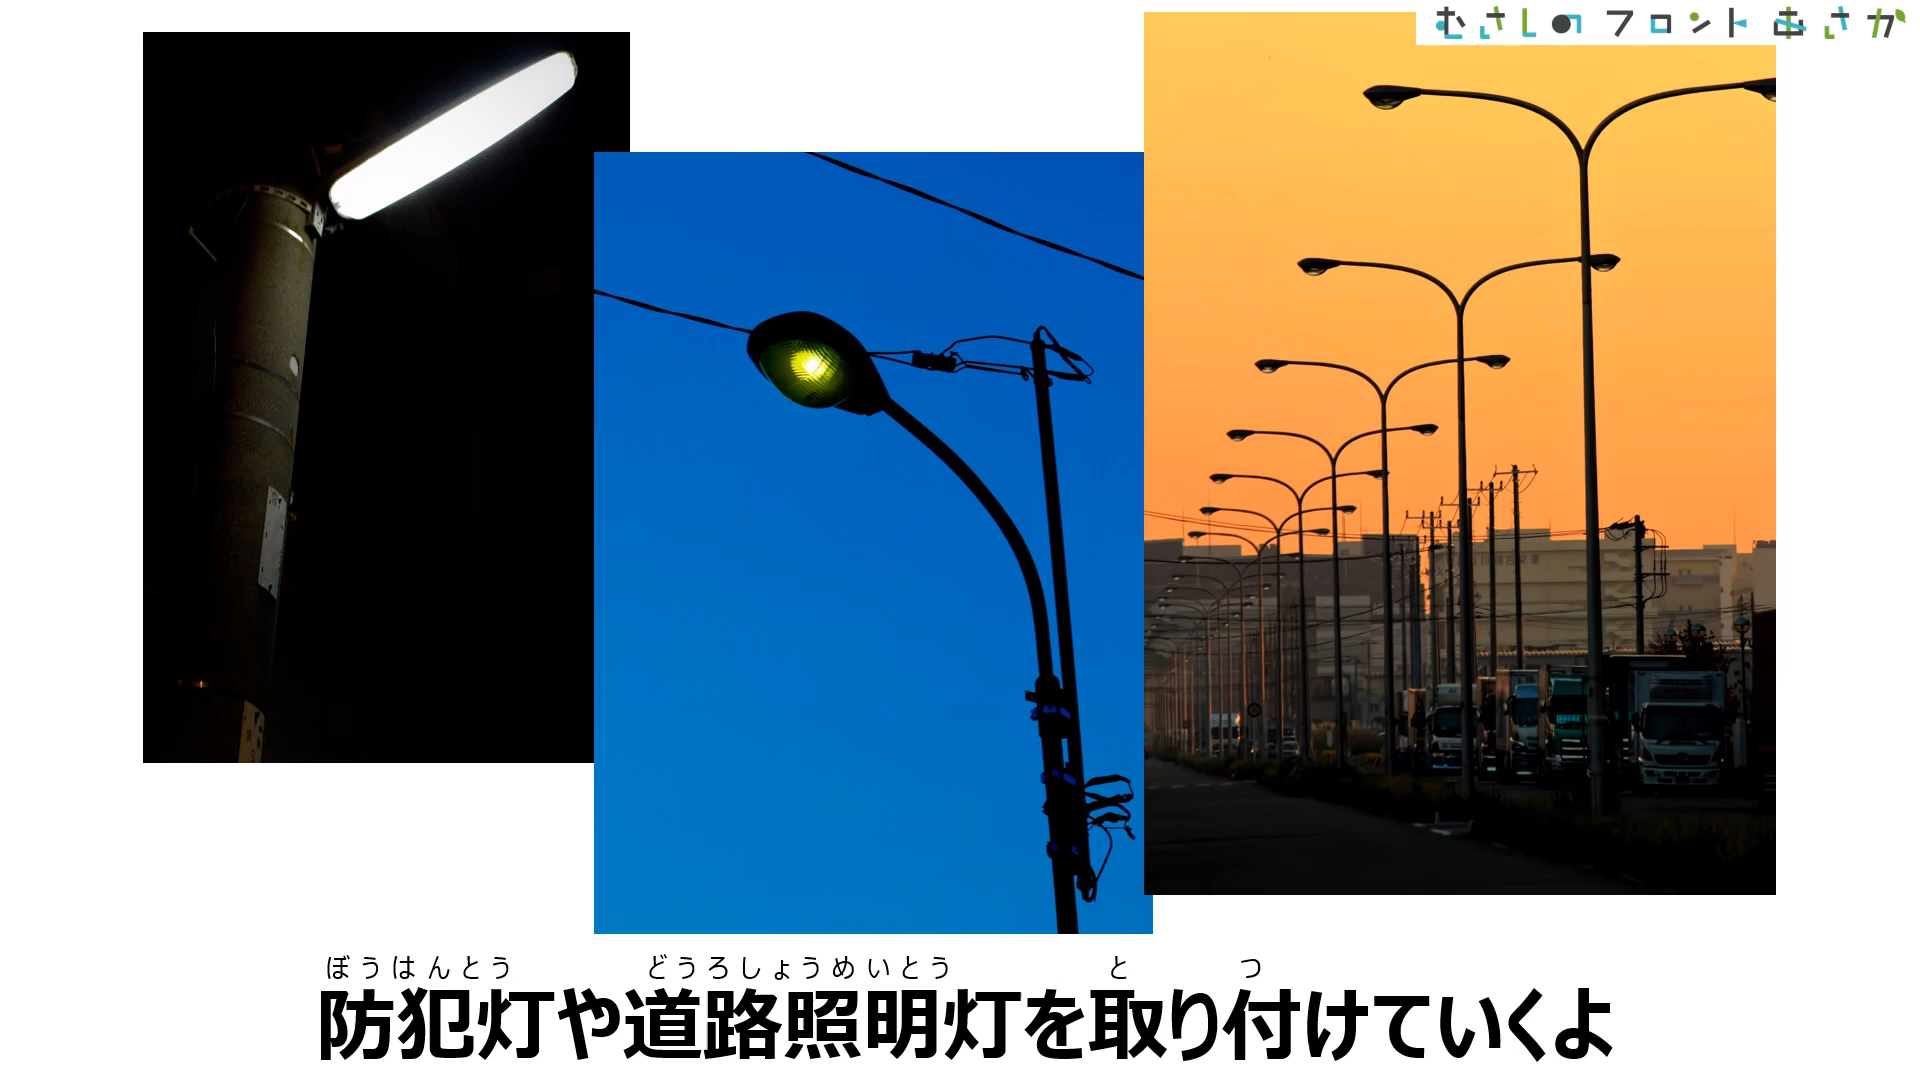 むさしのフロントあさか
ぼうはんとう どうろしょうめいとう と つ
防犯灯や道路照明灯を取り付けていくよ